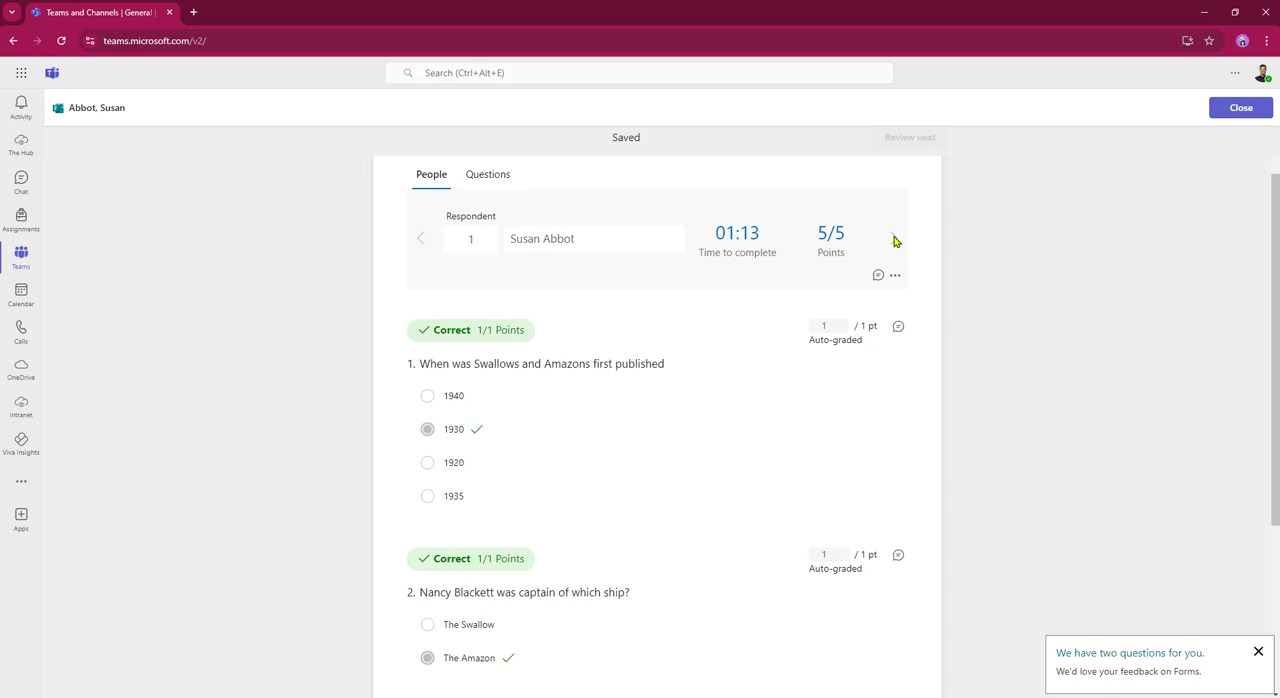 Teams and Channels | General |
teams.microsoft.com/v2/
Search (Ctrl+Alt+E)
Activity
The Hub
Chat
Assignments
Teams
Calendar
Calls
OneDrive
Intranet
Viva Insights
Apps
Abbot, Susan
Close
Saved
Review next
People
Questions
Respondent
1
Susan Abbot
01:13
Time to complete
5/5
Points
Correct 1/1 Points
1 / 1 pt
Auto-graded
1. When was Swallows and Amazons first published
1940
1930
1920
1935
Correct 1/1 Points
1 / 1 pt
Auto-graded
2. Nancy Blackett was captain of which ship?
The Swallow
The Amazon
We have two questions for you.
We'd love your feedback on Forms.